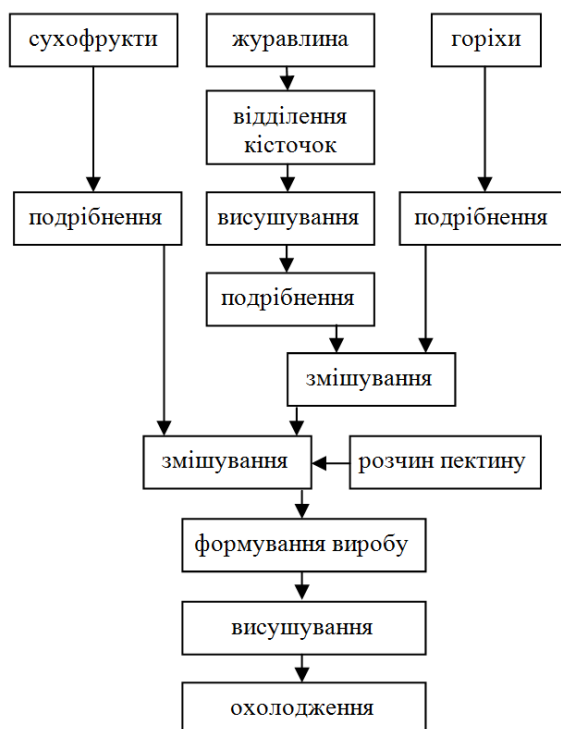 сухофрукти
журавлина
горіхи
відділення
кісточок
подрібнення
висушування
подрібнення
подрібнення
змішування
змішування
розчин пектину
формування виробу
висушування
охолодження